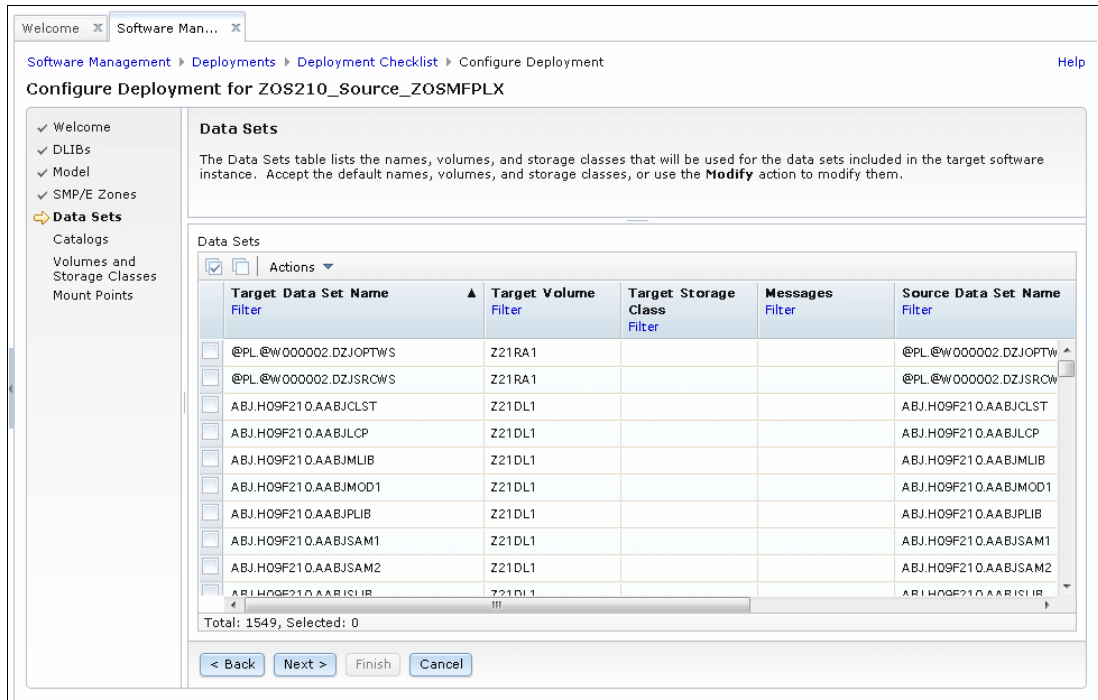 Welcome
Software Man...
Software Management Deployments Deployment Checklist Configure Deployment
Help
Configure Deployment for ZOS210_Source_ZOSMFPLX
Welcome
DLIBs
Model
SMP/E Zones
Data Sets
Catalogs
Volumes and
Storage Classes
Mount Points
Data Sets
The Data Sets table lists the names, volumes, and storage classes that will be used for the data sets included in the target software
instance. Accept the default names, volumes, and storage classes, or use the Modify action to modify them.
Data Sets
Actions
Target Data Set Name Target Volume Target Storage Class Messages Source Data Set Name
Filter Filter Filter Filter Filter
@PL.@W000002.DZJOPTWS Z21RA1 @PL.@W000002.DZJOPTW
@PL.@W000002.DZJSRCWS Z21RA1 @PL.@W000002.DZJSRCW
ABJ.H09F210.AABJCLST Z21DL1 ABJ.H09F210.AABJCLST
ABJ.H09F210.AABJLCP Z21DL1 ABJ.H09F210.AABJLCP
ABJ.H09F210.AABJMLIB Z21DL1 ABJ.H09F210.AABJMLIB
ABJ.H09F210.AABJMOD1 Z21DL1 ABJ.H09F210.AABJMOD1
ABJ.H09F210.AABJPLIB Z21DL1 ABJ.H09F210.AABJPLIB
ABJ.H09F210.AABJSAM1 Z21DL1 ABJ.H09F210.AABJSAM1
ABJ.H09F210.AABJSAM2 Z21DL1 ABJ.H09F210.AABJSAM2
Total: 1549, Selected: 0
< Back Next > Finish Cancel